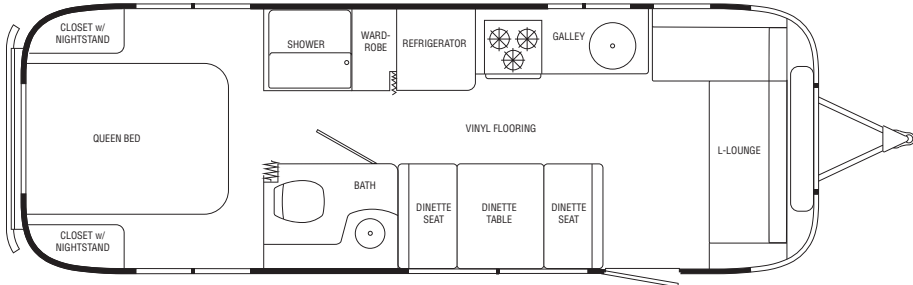 CLOSET w/
NIGHTSTAND
SHOWER
WARD-
ROBE
REFRIGERATOR
GALLEY
QUEEN BED
VINYL FLOORING
L-LOUNGE
BATH
DINETTE
SEAT
DINETTE
TABLE
DINETTE
SEAT
CLOSET w/
NIGHTSTAND